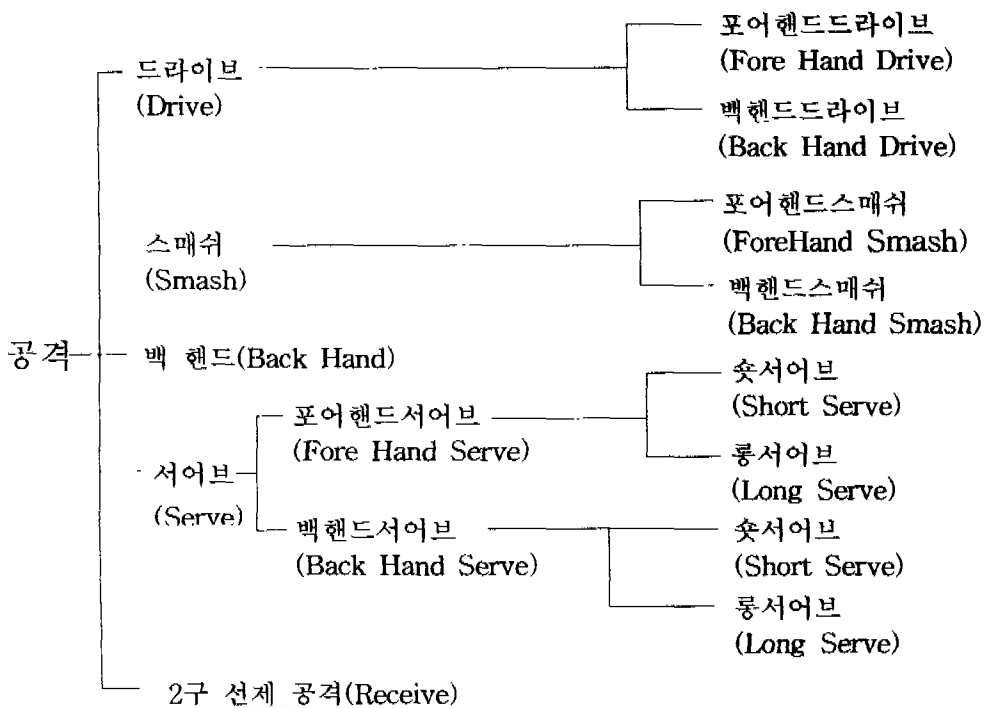 포어핸드드라이브
드라이브
(Fore Hand Drive)
(Drive)
백핸드드라이브
(Back Hand Drive)
포어핸드스매쉬
스매쉬
(ForeHand Smash)
(Smash)
백핸드스매쉬
(Back Hand Smash)
공격
백 핸드(Back Hand)
숏서어브
(Short Serve)
포어핸드서어브
(Fore Hand Serve)
롱서어브
(Long Serve)
서어브
(Serve)
백핸드서어브
(Back Hand Serve)
숏서어브
(Short Serve)
롱서어브
(Long Serve)
2구 선제 공격(Receive)